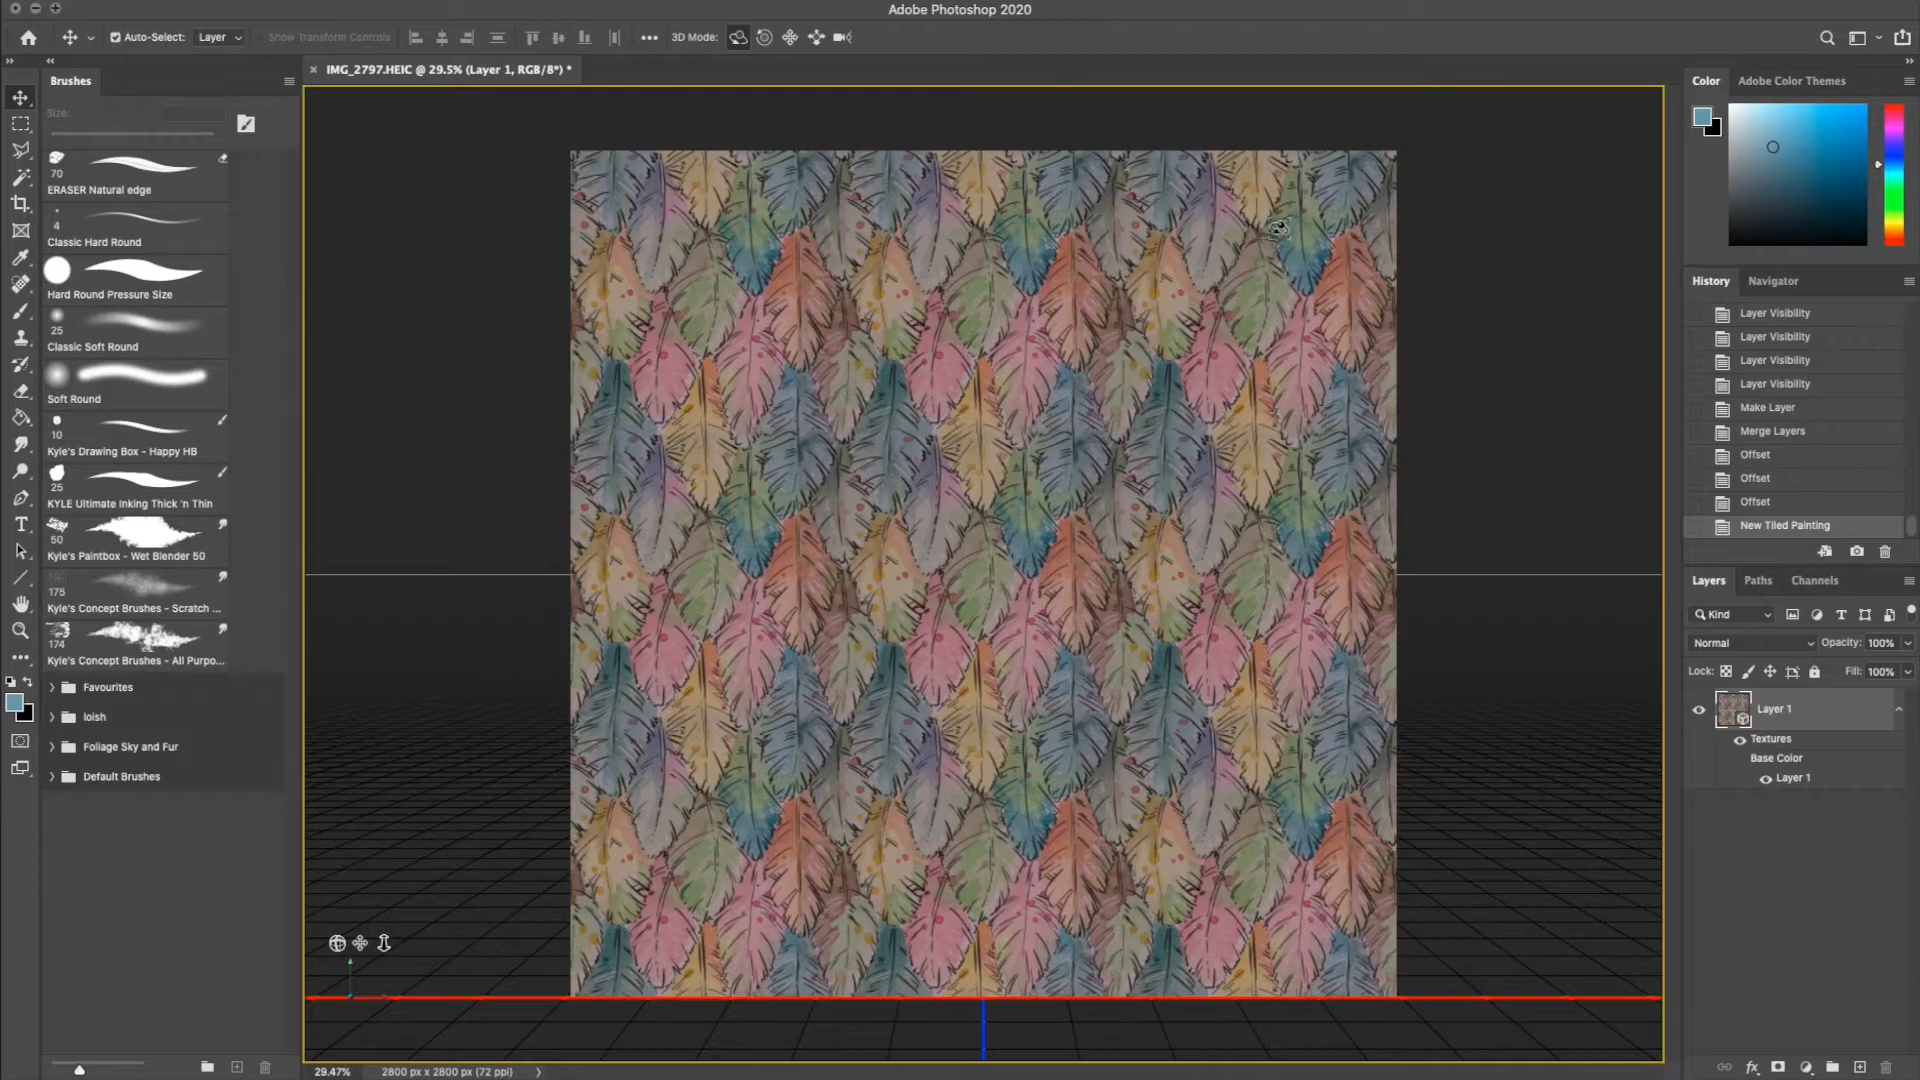 Adobe Photoshop 2020
Auto-Select: Layer Show Transform Controls 3D Mode:
Brushes
IMG_2797.HEIC @ 29.5% (Layer 1, RGB/8*) *
Color Adobe Color Themes
Size:
70
ERASER Natural edge
4
Classic Hard Round
Hard Round Pressure Size
25
Classic Soft Round
Soft Round
10
Kyle's Drawing Box - Happy HB
25
KYLE Ultimate Inking Thick 'n Thin
50
Kyle's Paintbox - Wet Blender 50
175
Kyle's Concept Brushes - Scratch ...
174
Kyle's Concept Brushes - All Purpo...
Favourites
loish
Foliage Sky and Fur
Default Brushes
History Navigator
Layer Visibility
Layer Visibility
Layer Visibility
Layer Visibility
Make Layer
Merge Layers
Offset
Offset
Offset
New Tiled Painting
Layers Paths Channels
Kind
Normal Opacity: 100%
Lock: Fill: 100%
Layer 1
Textures
Base Color
Layer 1
29.47% 2800 px x 2800 px (72 ppi)